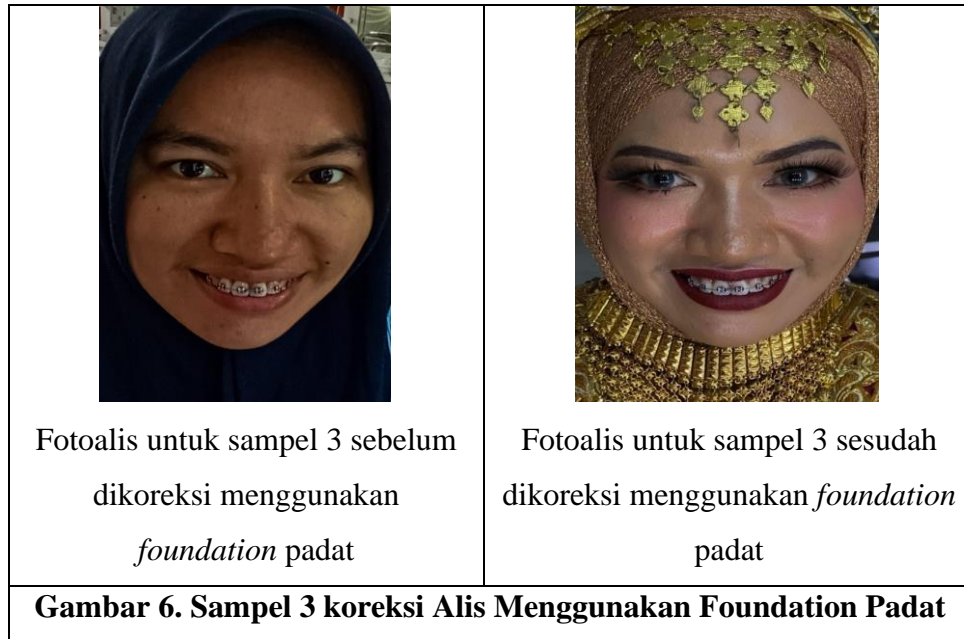 Fotoalis untuk sampel 3 sebelum
dikoreksi menggunakan
foundation padat
Fotoalis untuk sampel 3 sesudah
dikoreksi menggunakan foundation
padat
Gambar 6. Sampel 3 koreksi Alis Menggunakan Foundation Padat